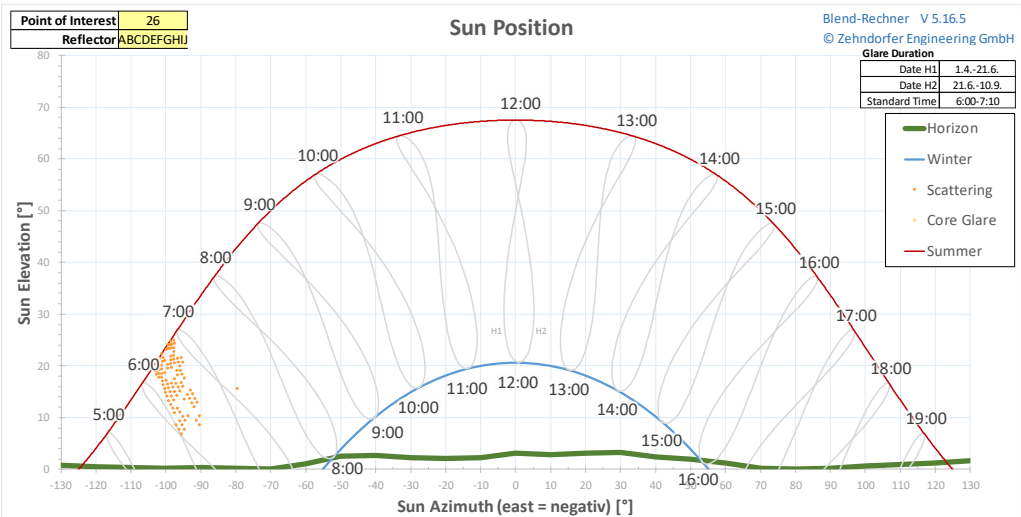 Point of Interest 26
Reflector ABCDEFGHIJ
Sun Position
Blend-Rechner V 5.16.5
© Zehndorfer Engineering GmbH
Glare Duration
Date H1 1.4.-21.6.
Date H2 21.6.-10.9.
Standard Time 6:00-7:10
Horizon
Winter
Scattering
Core Glare
Summer
Sun Elevation [°]
80
70
60
50
40
30
20
10
0
12:00
11:00
13:00
10:00
14:00
9:00
15:00
8:00
16:00
7:00
17:00
6:00
18:00
5:00
19:00
H1 H2
11:00
12:00
13:00
10:00
14:00
9:00
15:00
8:00
16:00
-130 -120 -110 -100 -90 -80 -70 -60 -50 -40 -30 -20 -10 0 10 20 30 40 50 60 70 80 90 100 110 120 130
Sun Azimuth (east = negativ) [°]